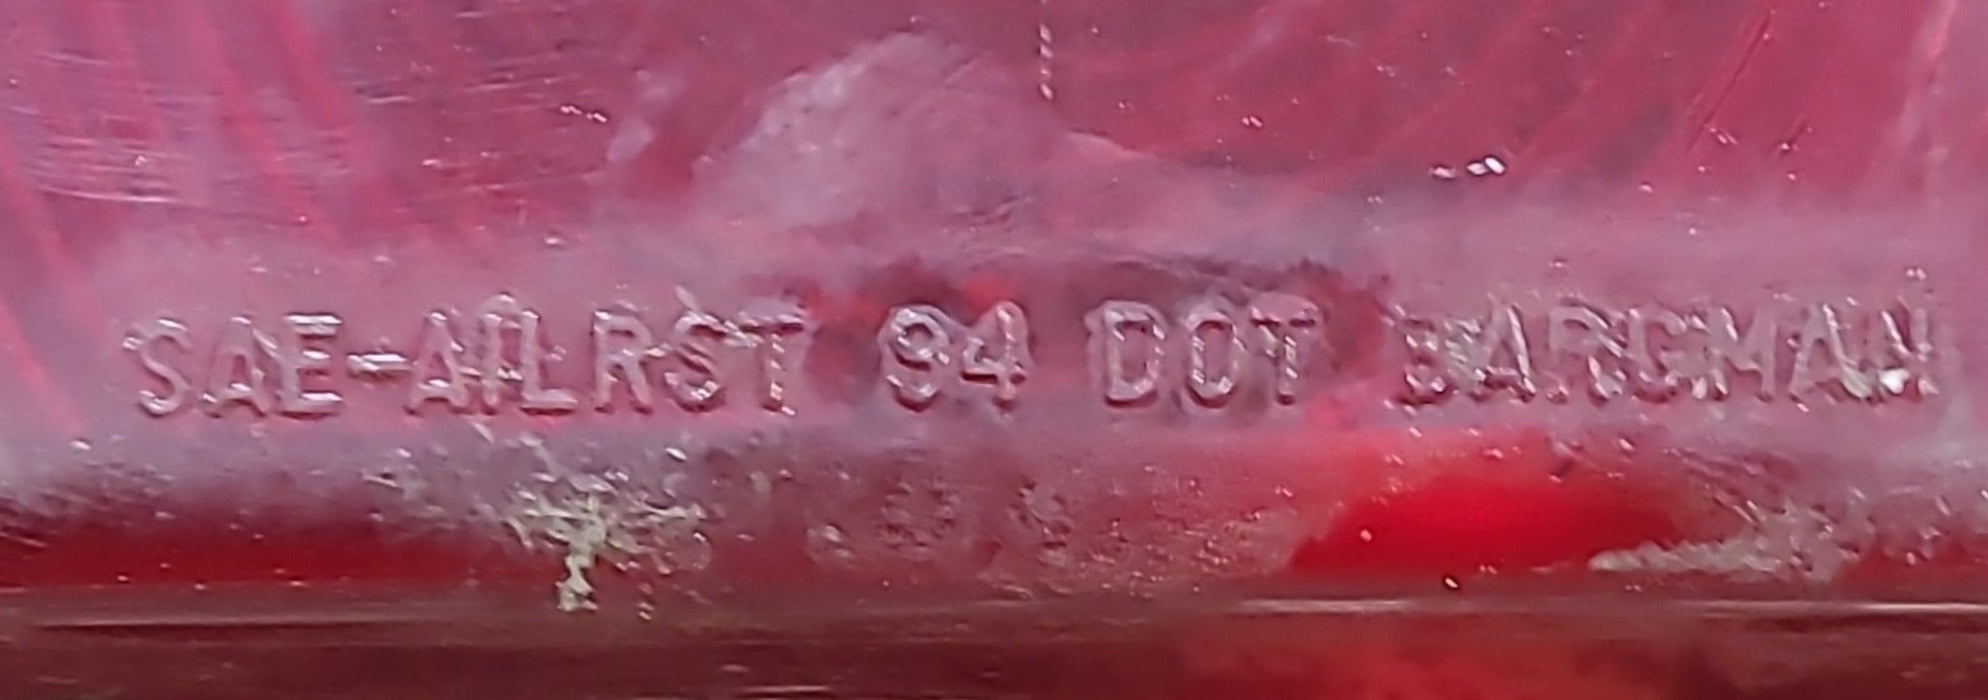 SAE-AILRST 94 DOT BARGMAN